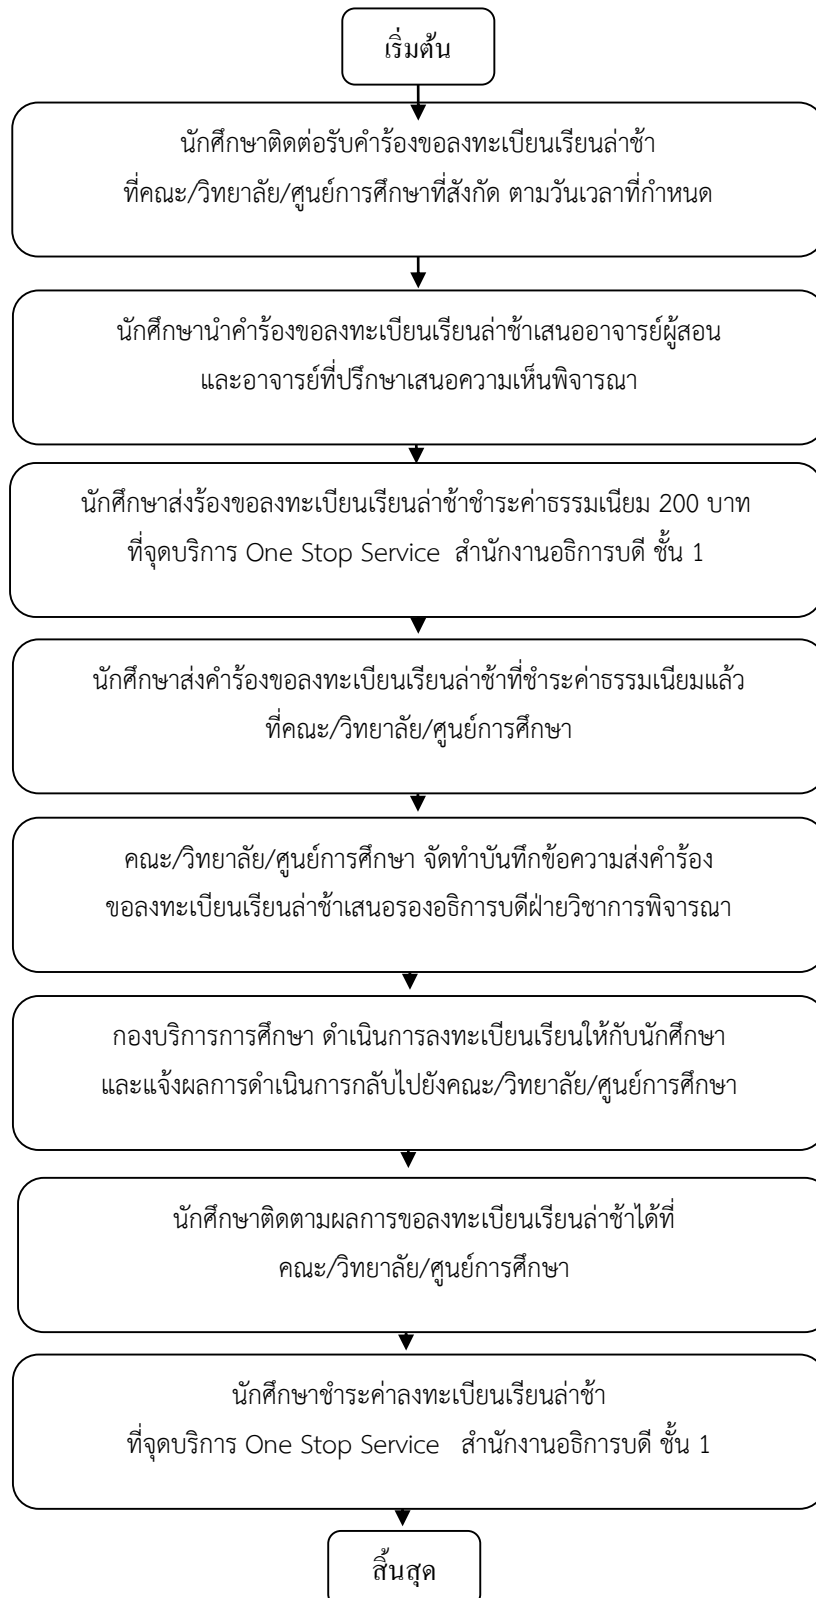 เริ่มต้น
นักศึกษาติดต่อรับคำร้องขอลงทะเบียนเรียนล่าช้า
ที่คณะ/วิทยาลัย/ศูนย์การศึกษาที่สังกัด ตามวันเวลาที่กำหนด
นักศึกษานำคำร้องขอลงทะเบียนเรียนล่าช้าเสนออาจารย์ผู้สอน
และอาจารย์ที่ปรึกษาเสนอความเห็นพิจารณา
นักศึกษาส่งร้องขอลงทะเบียนเรียนล่าช้าชำระค่าธรรมเนียม 200 บาท
ที่จุดบริการ One Stop Service สำนักงานอธิการบดี ชั้น 1
นักศึกษาส่งคำร้องขอลงทะเบียนเรียนล่าช้าที่ชำระค่าธรรมเนียมแล้ว
ที่คณะ/วิทยาลัย/ศูนย์การศึกษา
คณะ/วิทยาลัย/ศูนย์การศึกษา จัดทำบันทึกข้อความส่งคำร้อง
ขอลงทะเบียนเรียนล่าช้าเสนอรองอธิการบดีฝ่ายวิชาการพิจารณา
กองบริการการศึกษา ดำเนินการลงทะเบียนเรียนให้กับนักศึกษา
และแจ้งผลการดำเนินการกลับไปยังคณะ/วิทยาลัย/ศูนย์การศึกษา
นักศึกษาติดตามผลการขอลงทะเบียนเรียนล่าช้าได้ที่
คณะ/วิทยาลัย/ศูนย์การศึกษา
นักศึกษาชำระค่าลงทะเบียนเรียนล่าช้า
ที่จุดบริการ One Stop Service สำนักงานอธิการบดี ชั้น 1
สิ้นสุด